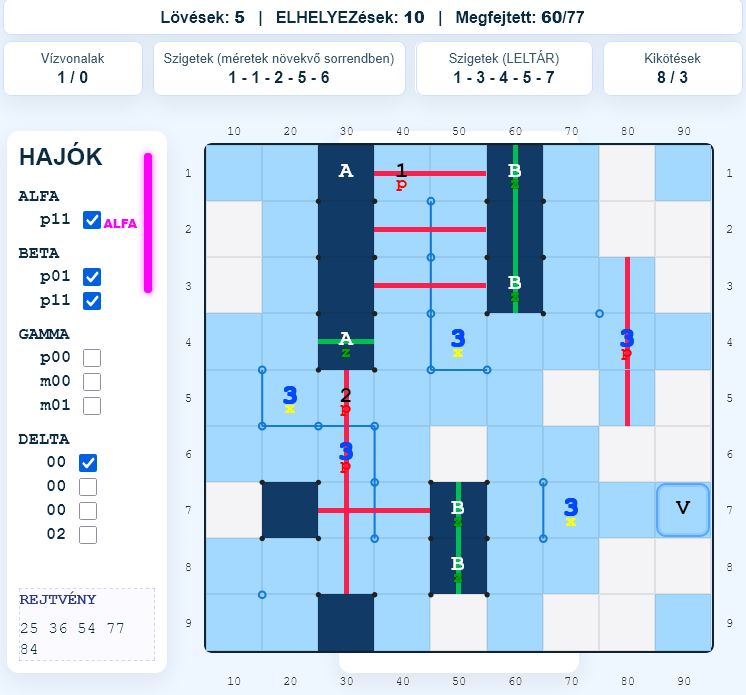 Lövések: 5 | ELHELYEZések: 10 | Megfejtett: 60/77
Vízvonalak
1 / 0
Szigetek (méretek növekvő sorrendben)
1 - 1 - 2 - 5 - 6
Szigetek (LELTÁR)
1 - 3 - 4 - 5 - 7
Kikötések
8 / 3
HAJÓK
ALFA
p11 ALFA
BETA
p01
p11
GAMMA
p00
m00
m01
DELTA
00
00
00
02
REJTVÉNY
25 36 54 77
84
10 20 30 40 50 60 70 80 90
1 A 1 B 1
p z
2 2
3 B 3
z
4 A 3 3 4
z x p
5 3 2 5
x p
6 3 6
p
7 B 3 V 7
z x
8 B 8
z
9 9
10 20 30 40 50 60 70 80 90